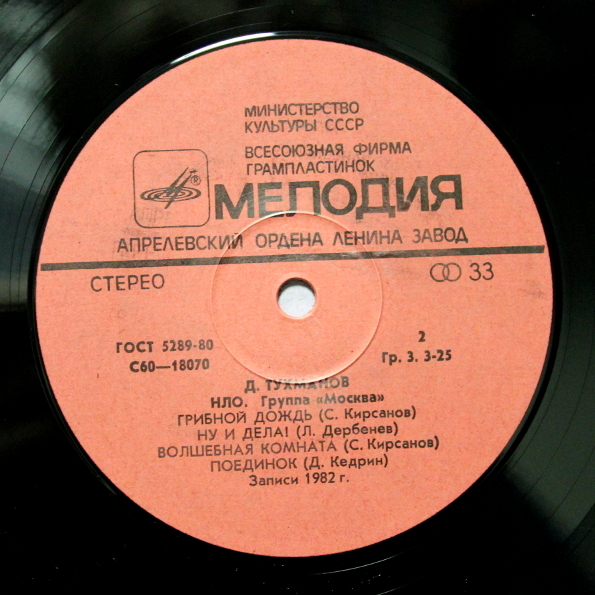 МИНИСТЕРСТВО
КУЛЬТУРЫ СССР
ВСЕСОЮЗНАЯ ФИРМА
ГРАМПЛАСТИНОК
®
МЕЛОДИЯ
АПРЕЛЕВСКИЙ ОРДЕНА ЛЕНИНА ЗАВОД
СТЕРЕО
33
ГОСТ 5289-80
2
С60—18070
Гр. 3. 3-25
Д. ТУХМАНОВ
НЛО. Группа «Москва»
ГРИБНОЙ ДОЖДЬ (С. Кирсанов)
НУ И ДЕЛА! (Л. Дербенев)
ВОЛШЕБНАЯ КОМНАТА (С. Кирсанов)
ПОЕДИНОК (Д. Кедрин)
Записи 1982 г.